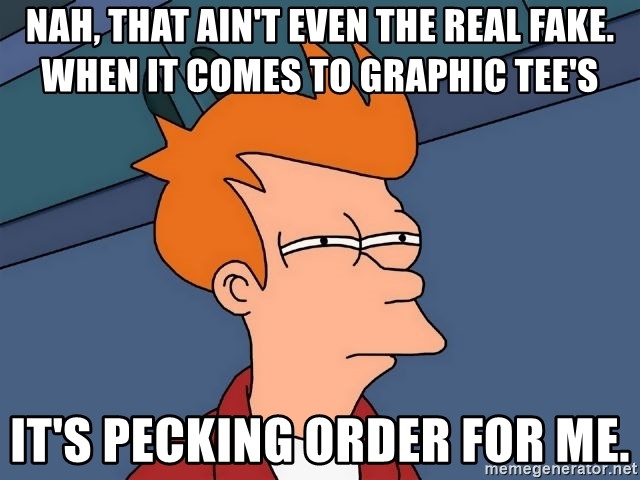 NAH, THAT AIN'T EVEN THE REAL FAKE.
WHEN IT COMES TO GRAPHIC TEE'S
IT'S PECKING ORDER FOR ME.
memegenerator.net